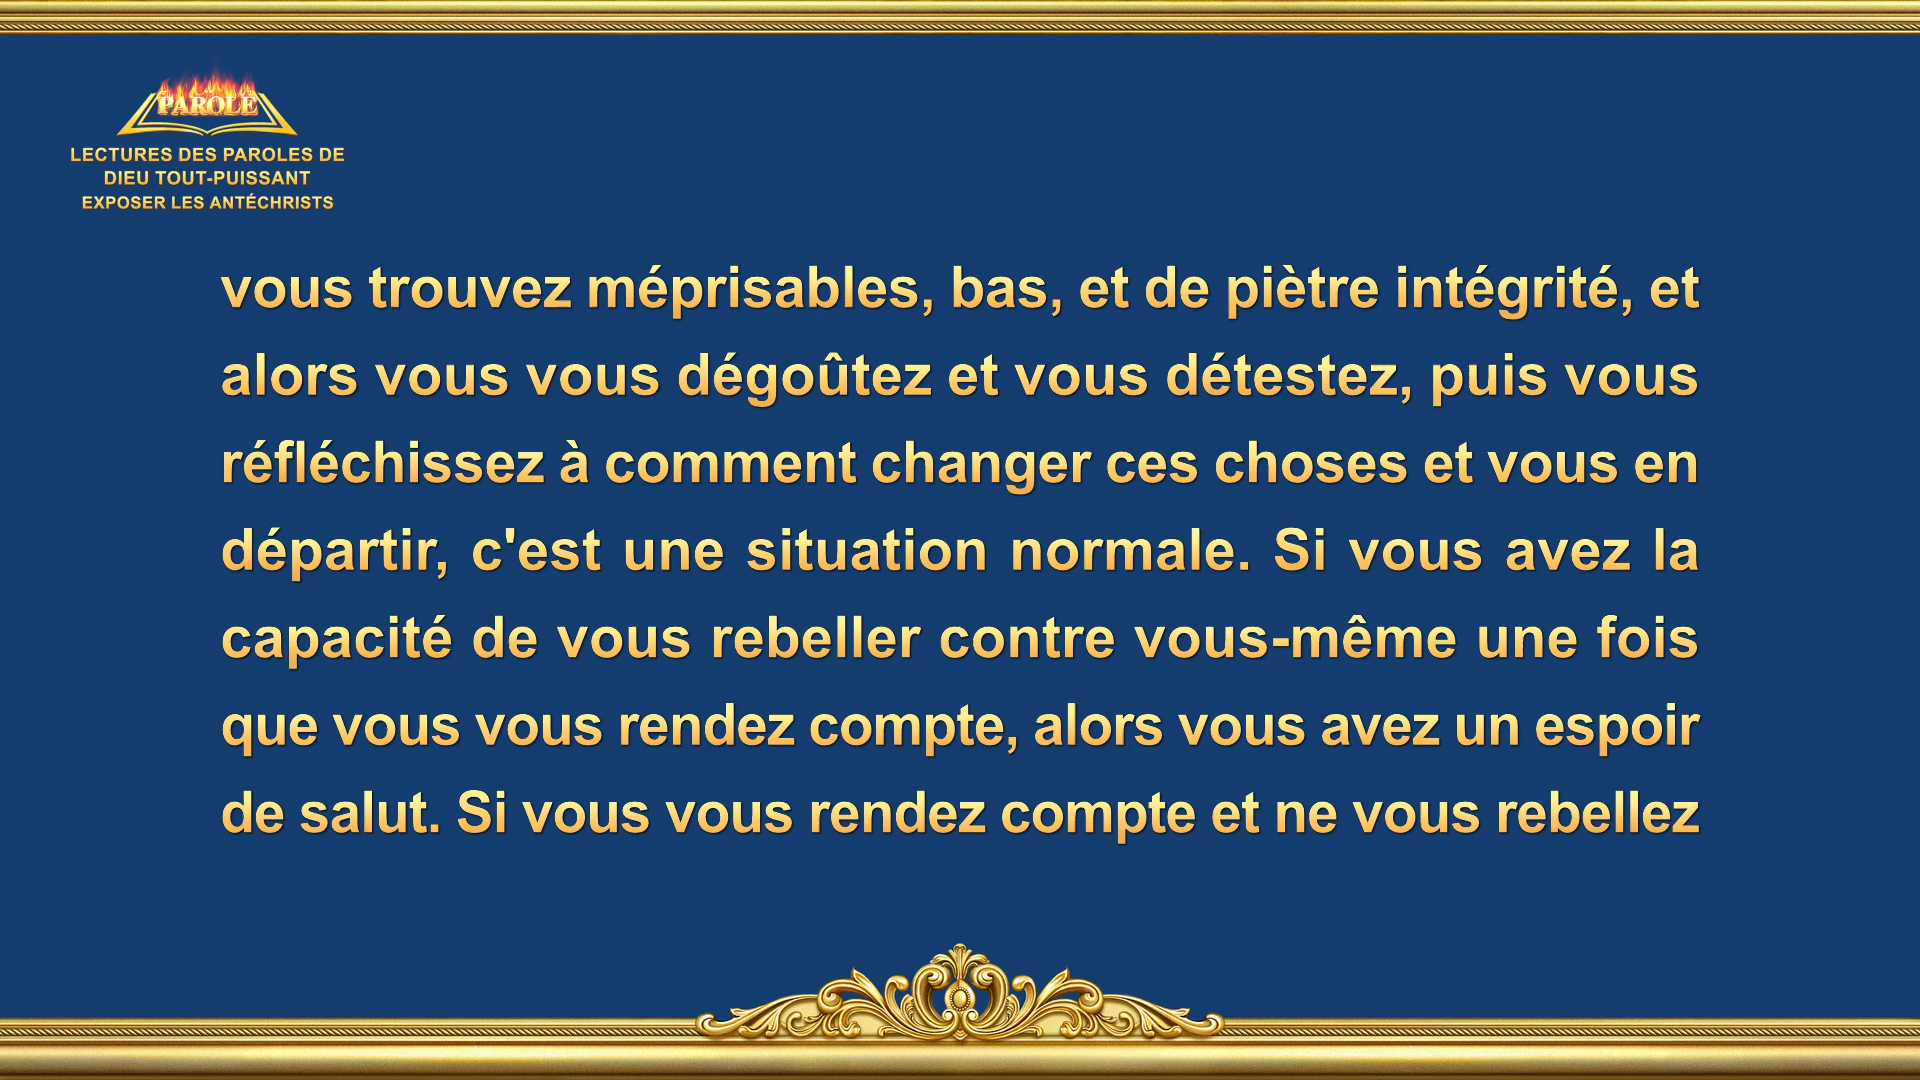 PAROLE
LECTURES DES PAROLES DE
DIEU TOUT-PUISSANT
EXPOSER LES ANTÉCHRISTS
vous trouvez méprisables, bas, et de piètre intégrité, et
alors vous vous dégoûtez et vous détestez, puis vous
réfléchissez à comment changer ces choses et vous en
départir, c'est une situation normale. Si vous avez la
capacité de vous rebeller contre vous-même une fois
que vous vous rendez compte, alors vous avez un espoir
de salut. Si vous vous rendez compte et ne vous rebellez